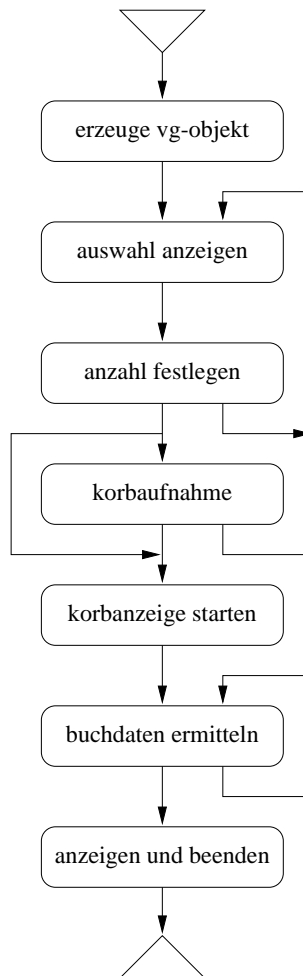 erzeuge vg-objekt
auswahl anzeigen
anzahl festlegen
korbaufnahme
korbanzeige starten
buchdaten ermitteln
anzeigen und beenden